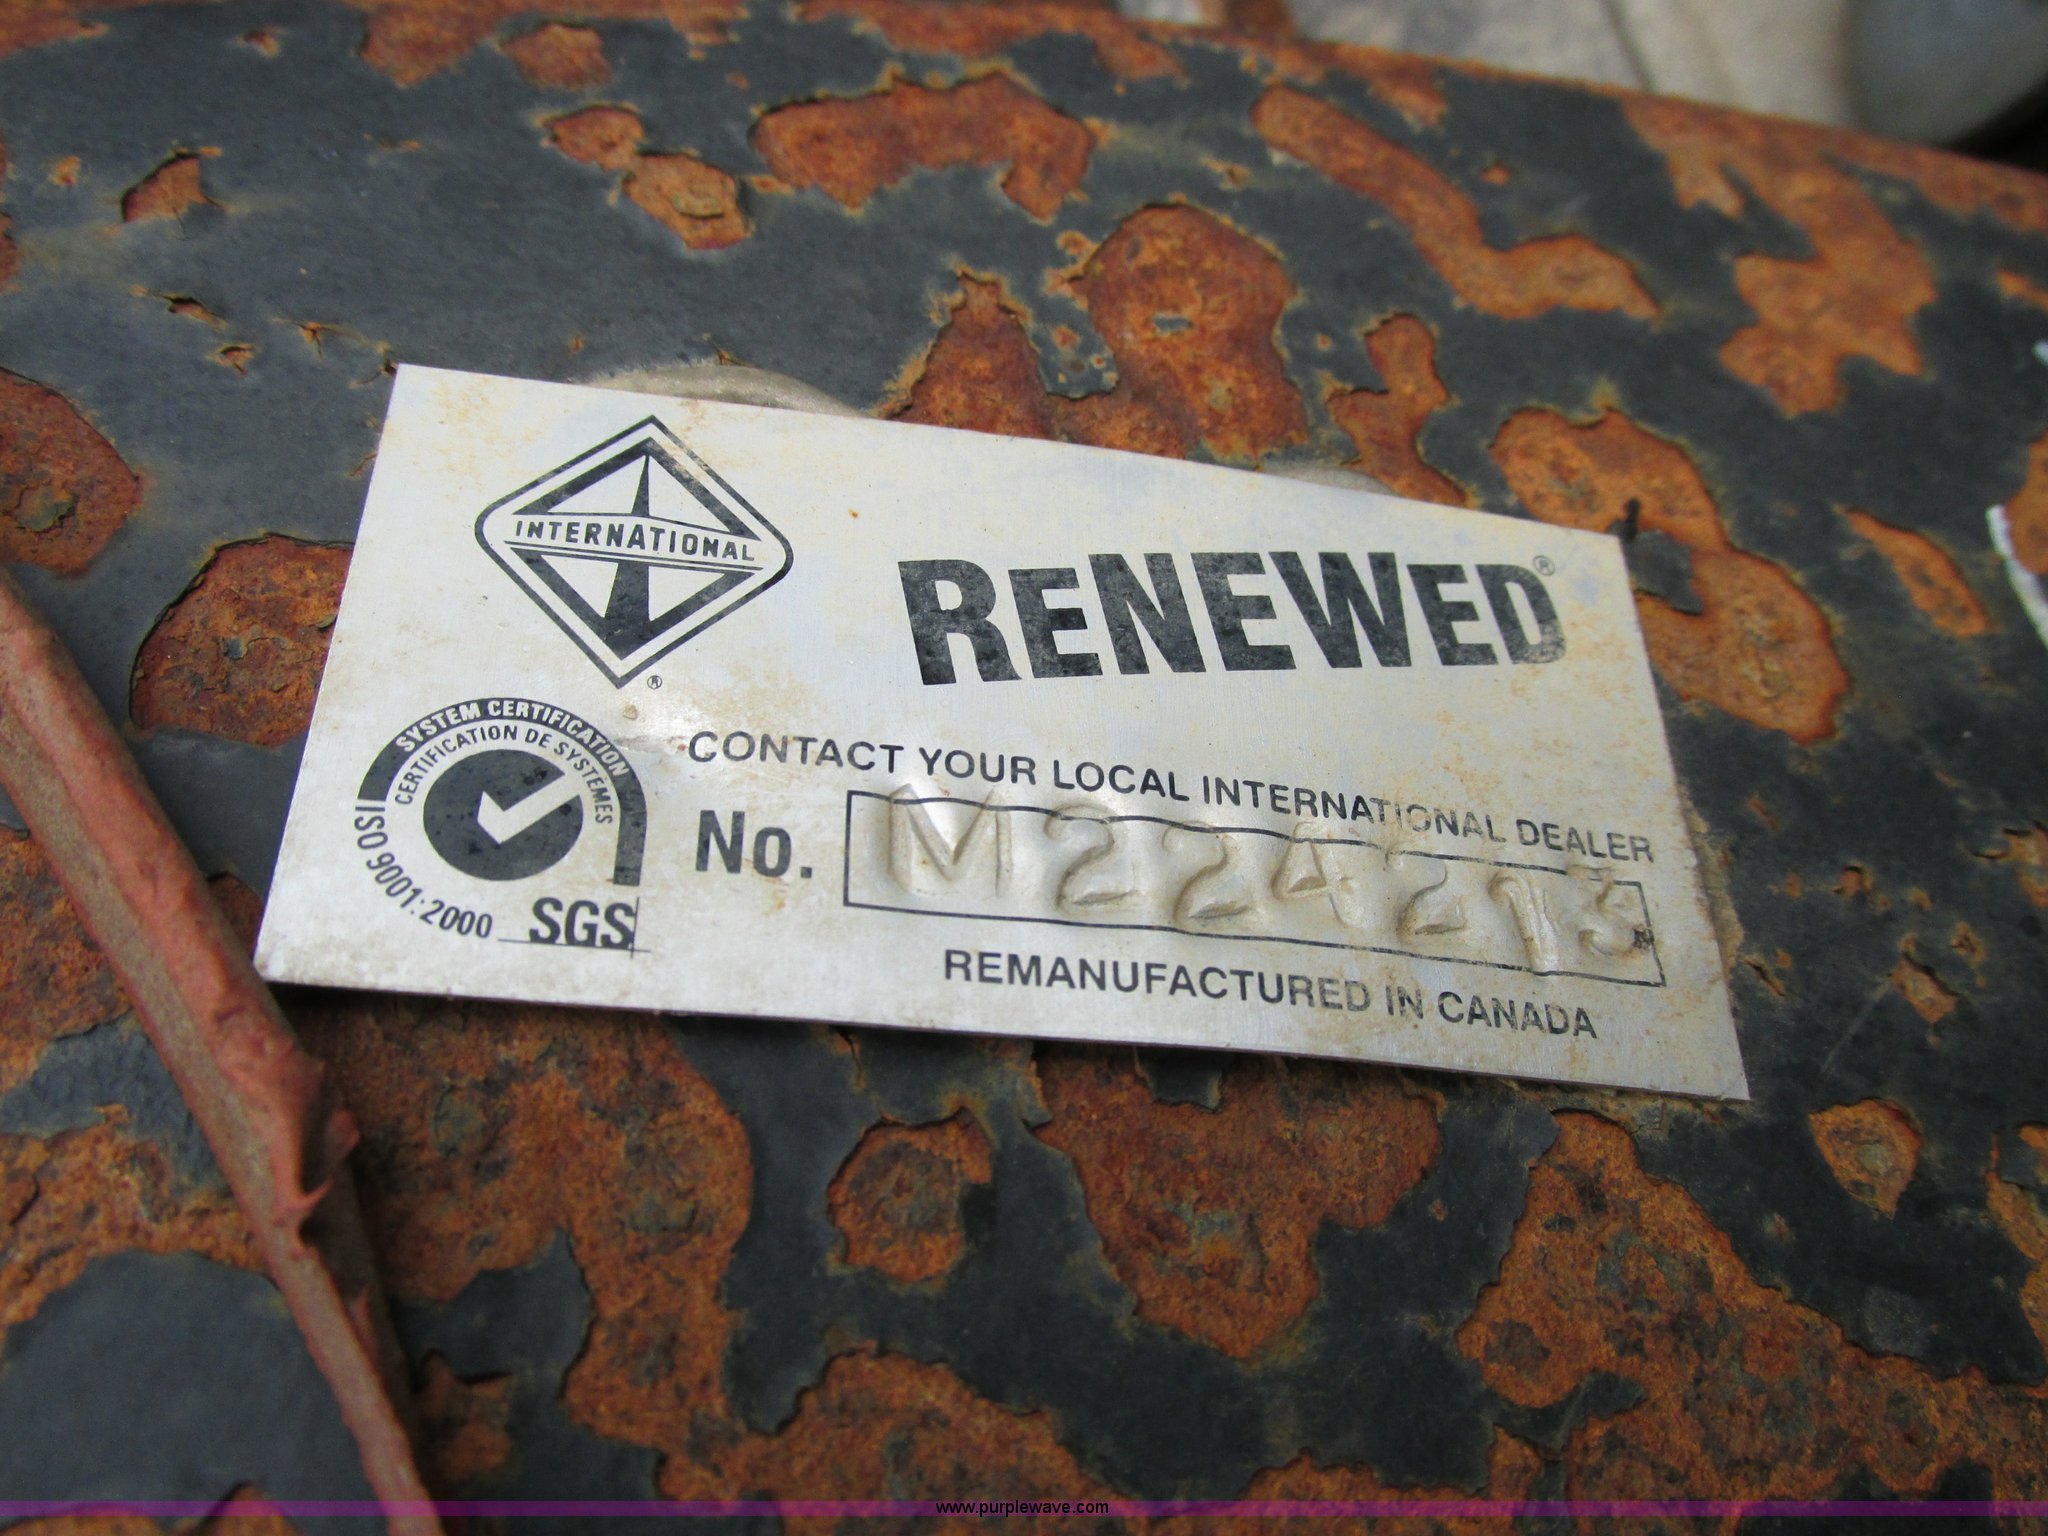 INTERNATIONAL
®
RENEWED®
SYSTEM CERTIFICATION
CERTIFICATION DE SYSTÈMES
ISO 9001:2000
SGS
CONTACT YOUR LOCAL INTERNATIONAL DEALER
No. M224213
REMANUFACTURED IN CANADA
www.purplewave.com